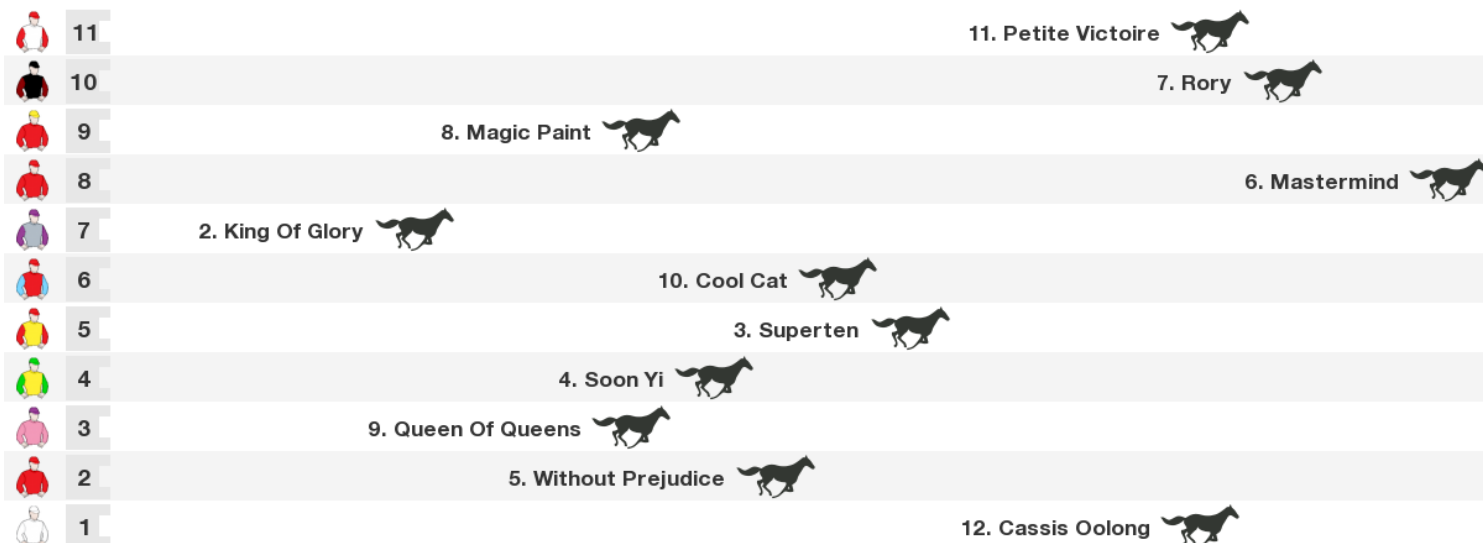 11 11. Petite Victoire
10 7. Rory
9 8. Magic Paint
8 6. Mastermind
7 2. King Of Glory
6 10. Cool Cat
5 3. Superten
4 4. Soon Yi
3 9. Queen Of Queens
2 5. Without Prejudice
1 12. Cassis Oolong